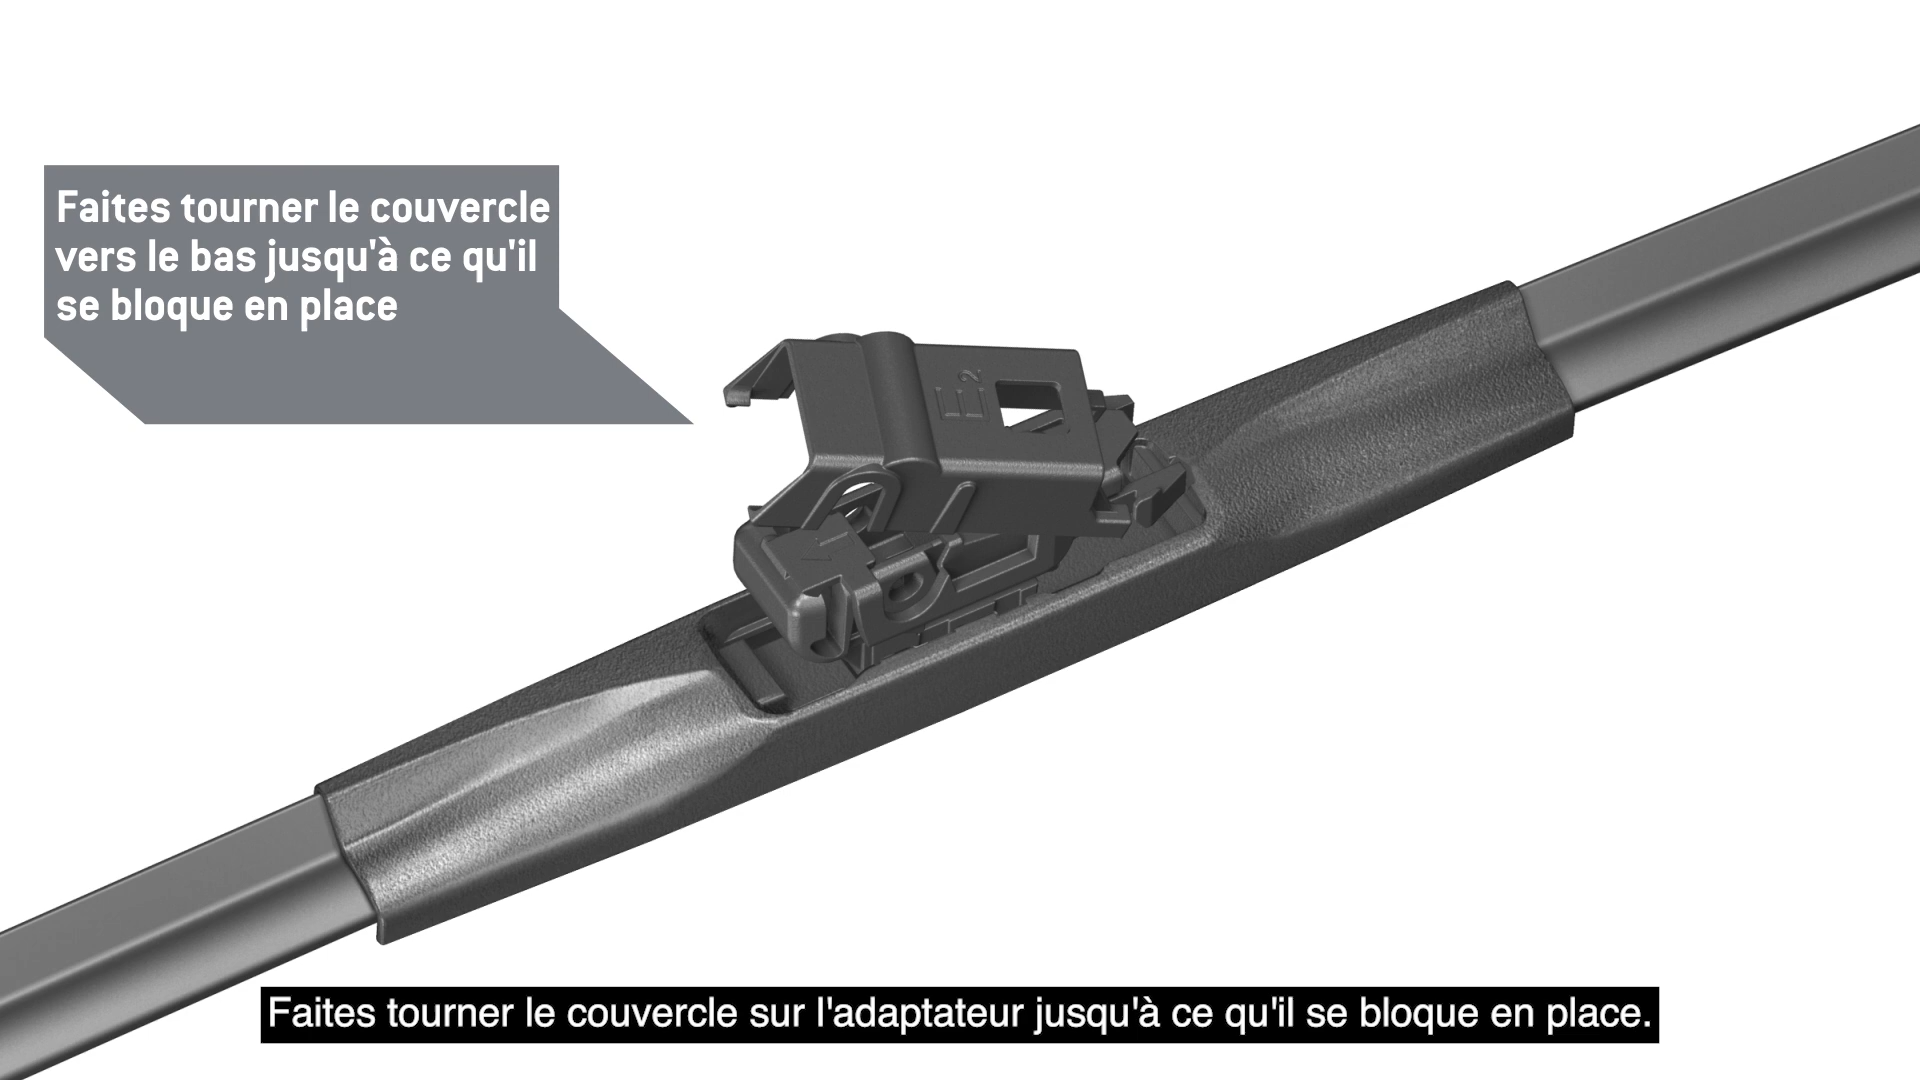 Faites tourner le couvercle
vers le bas jusqu'à ce qu'il
se bloque en place
E2
Faites tourner le couvercle sur l'adaptateur jusqu'à ce qu'il se bloque en place.